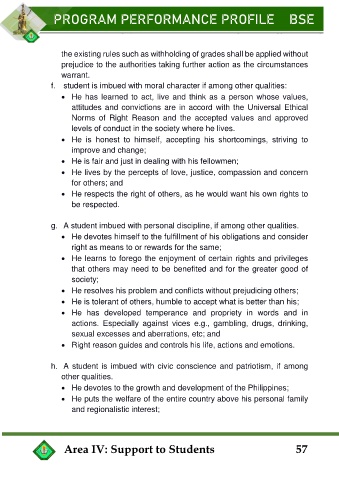 PROGRAM PERFORMANCE PROFILE BSE
the existing rules such as withholding of grades shall be applied without
prejudice to the authorities taking further action as the circumstances
warrant.
f. student is imbued with moral character if among other qualities:
• He has learned to act, live and think as a person whose values,
attitudes and convictions are in accord with the Universal Ethical
Norms of Right Reason and the accepted values and approved
levels of conduct in the society where he lives.
• He is honest to himself, accepting his shortcomings, striving to
improve and change;
• He is fair and just in dealing with his fellowmen;
• He lives by the percepts of love, justice, compassion and concern
for others; and
• He respects the right of others, as he would want his own rights to
be respected.
g. A student imbued with personal discipline, if among other qualities.
• He devotes himself to the fulfillment of his obligations and consider
right as means to or rewards for the same;
• He learns to forego the enjoyment of certain rights and privileges
that others may need to be benefited and for the greater good of
society;
• He resolves his problem and conflicts without prejudicing others;
• He is tolerant of others, humble to accept what is better than his;
• He has developed temperance and propriety in words and in
actions. Especially against vices e.g., gambling, drugs, drinking,
sexual excesses and aberrations, etc; and
• Right reason guides and controls his life, actions and emotions.
h. A student is imbued with civic conscience and patriotism, if among
other qualities.
• He devotes to the growth and development of the Philippines;
• He puts the welfare of the entire country above his personal family
and regionalistic interest;
Area IV: Support to Students 57